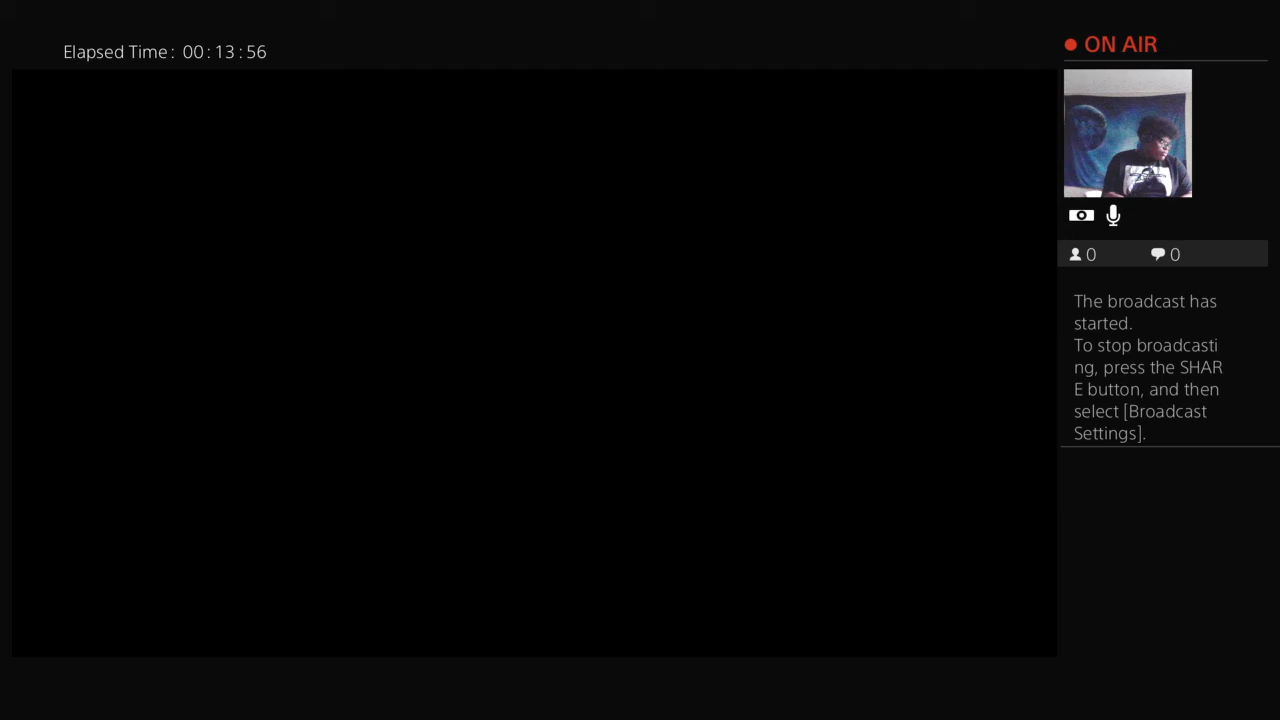 Elapsed Time: 00:13:56
ON AIR
0
0
The broadcast has
started.
To stop broadcasti
ng, press the SHAR
E button, and then
select [Broadcast
Settings].